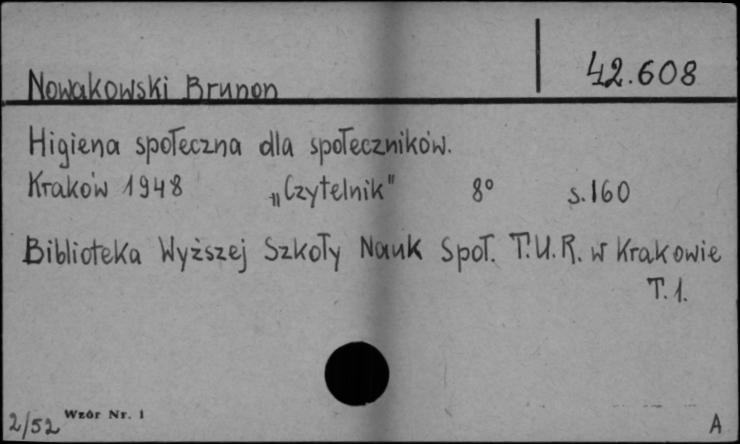 42.608
Nowakowski Brunon
Higiena społeczna dla społeczników.
Kraków 1948 „Czytelnik" 8° s.160
Biblioteka Wyższej Szkoły Nauk Społ. T.U.R. w Krakowie
T.1.
2/52 Wzór Nr. 1 A